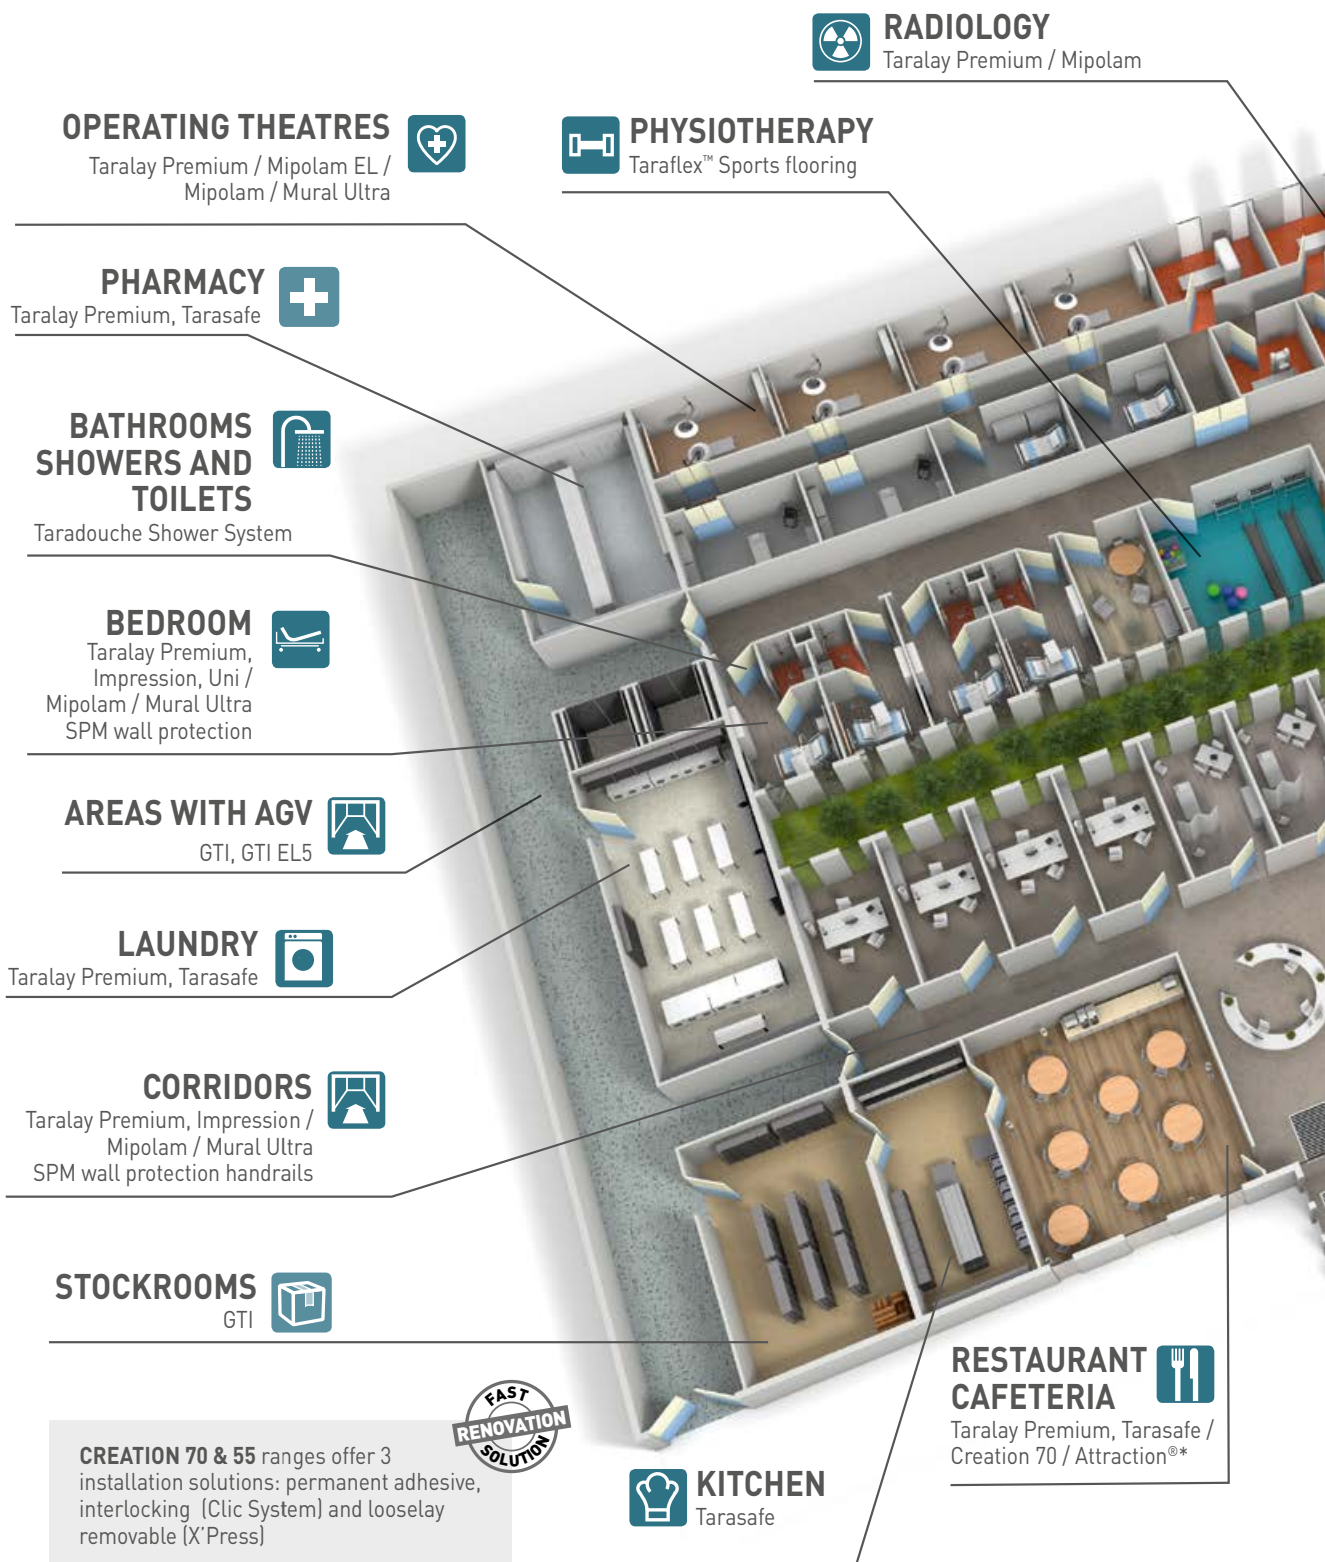 RADIOLOGY
Taralay Premium / Mipolam
OPERATING THEATRES
Taralay Premium / Mipolam EL /
Mipolam / Mural Ultra
PHYSIOTHERAPY
Taraflex™ Sports flooring
PHARMACY
Taralay Premium, Tarasafe
BATHROOMS
SHOWERS AND
TOILETS
Taradouche Shower System
BEDROOM
Taralay Premium,
Impression, Uni /
Mipolam / Mural Ultra
SPM wall protection
AREAS WITH AGV
GTI, GTI EL5
LAUNDRY
Taralay Premium, Tarasafe
CORRIDORS
Taralay Premium, Impression /
Mipolam / Mural Ultra
SPM wall protection handrails
STOCKROOMS
GTI
RESTAURANT
CAFETERIA
Taralay Premium, Tarasafe /
Creation 70 / Attraction®*
FAST
RENOVATION
SOLUTION
CREATION 70 & 55 ranges offer 3
installation solutions: permanent adhesive,
interlocking (Clic System) and looselay
removable (X'Press)
KITCHEN
Tarasafe